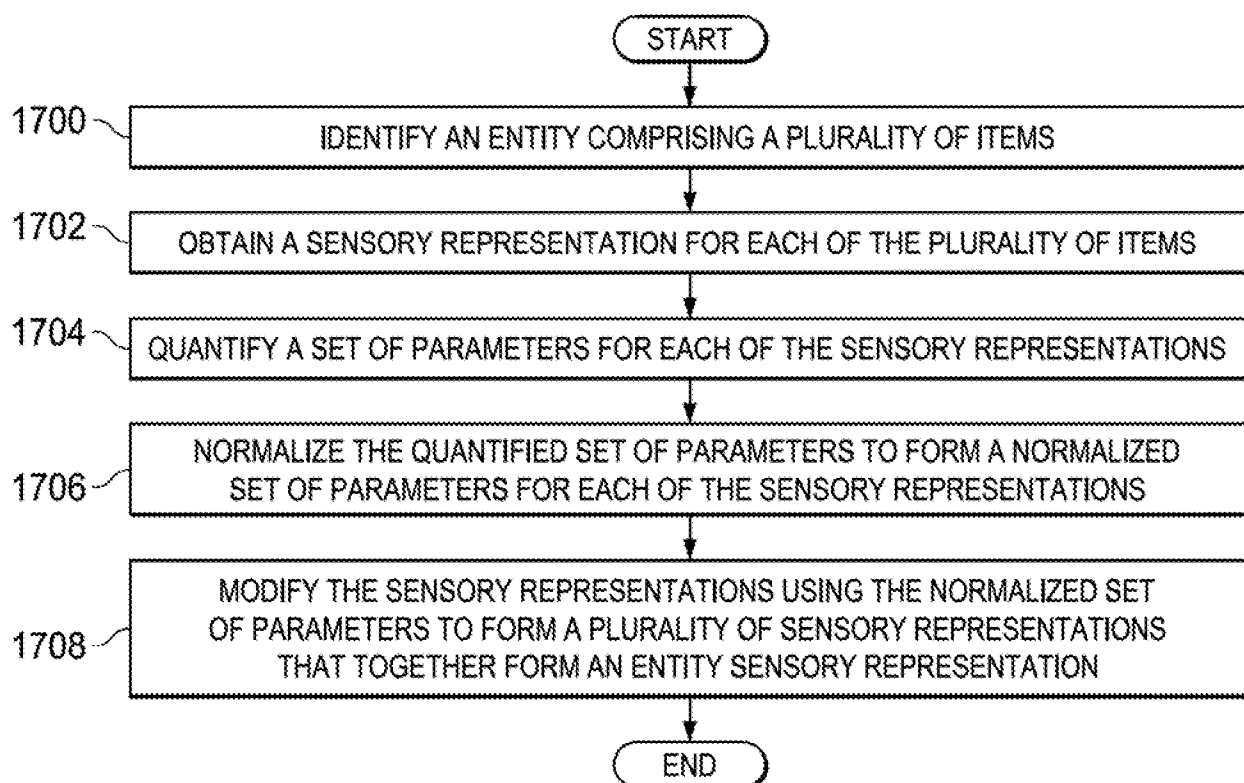 START
1700
IDENTIFY AN ENTITY COMPRISING A PLURALITY OF ITEMS
1702
OBTAIN A SENSORY REPRESENTATION FOR EACH OF THE PLURALITY OF ITEMS
1704
QUANTIFY A SET OF PARAMETERS FOR EACH OF THE SENSORY REPRESENTATIONS
1706
NORMALIZE THE QUANTIFIED SET OF PARAMETERS TO FORM A NORMALIZED
SET OF PARAMETERS FOR EACH OF THE SENSORY REPRESENTATIONS
1708
MODIFY THE SENSORY REPRESENTATIONS USING THE NORMALIZED SET
OF PARAMETERS TO FORM A PLURALITY OF SENSORY REPRESENTATIONS
THAT TOGETHER FORM AN ENTITY SENSORY REPRESENTATION
END